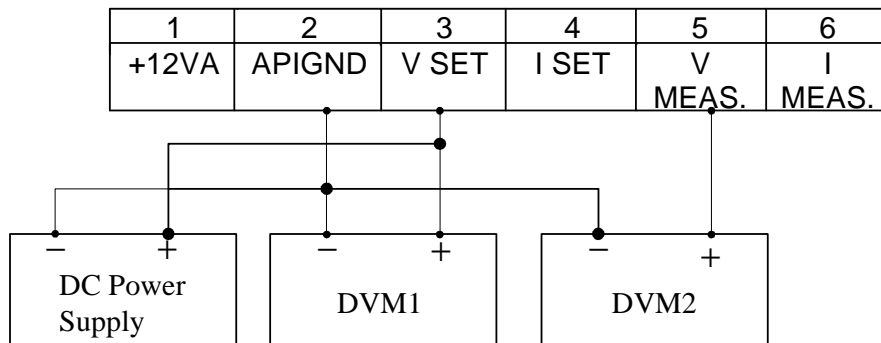 1 2 3 4 5 6
+12VA APIGND V SET I SET V MEAS. I MEAS.
− + − + − +
DC Power Supply DVM1 DVM2